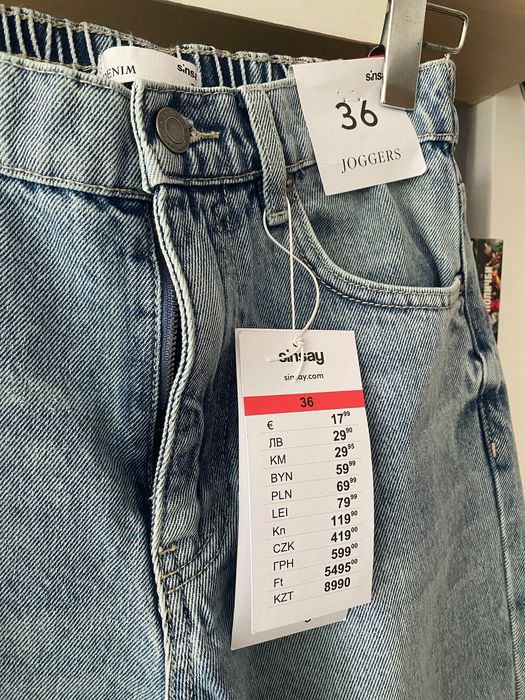 DENIM
sinsay
36
JOGGERS
sinsay
sinsay.com
36
€ 17⁹⁹
ЛВ 29⁹⁰
KM 29⁹⁵
BYN 59⁹⁹
PLN 69⁹⁹
LEI 79⁹⁹
Kn 119⁹⁰
CZK 419⁰⁰
ГРН 599⁰⁰
Ft 5495⁰⁰
KZT 8990